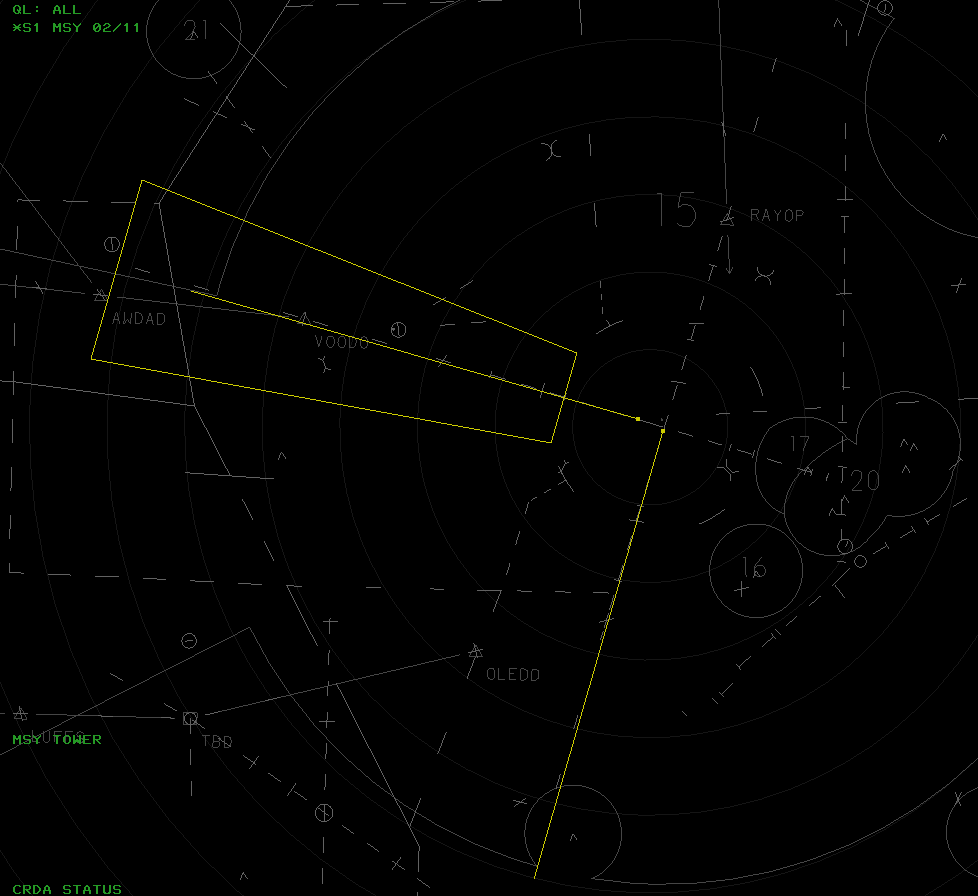 QL: ALL
*S1 MSY 02/11
21
15
RAYOP
AWDAD
VOODO
17
20
16
OLEDD
TBD
MSY TOWER
CRDA STATUS